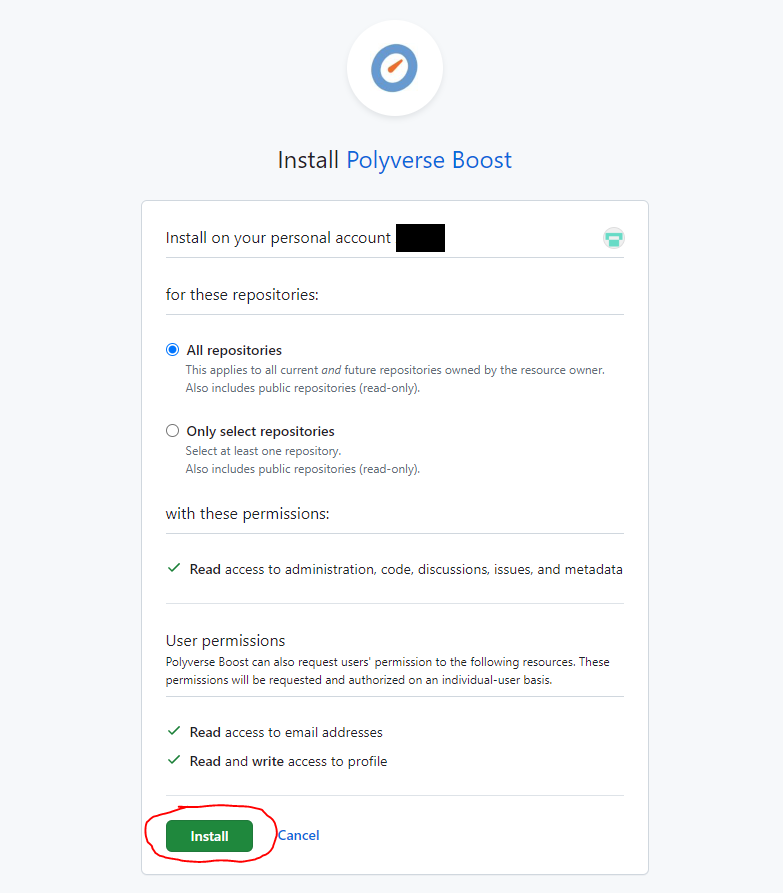 Install Polyverse Boost
Install on your personal account
for these repositories:
All repositories
This applies to all current and future repositories owned by the resource owner.
Also includes public repositories (read-only).
Only select repositories
Select at least one repository.
Also includes public repositories (read-only).
with these permissions:
Read access to administration, code, discussions, issues, and metadata
User permissions
Polyverse Boost can also request users' permission to the following resources. These
permissions will be requested and authorized on an individual-user basis.
Read access to email addresses
Read and write access to profile
Install Cancel